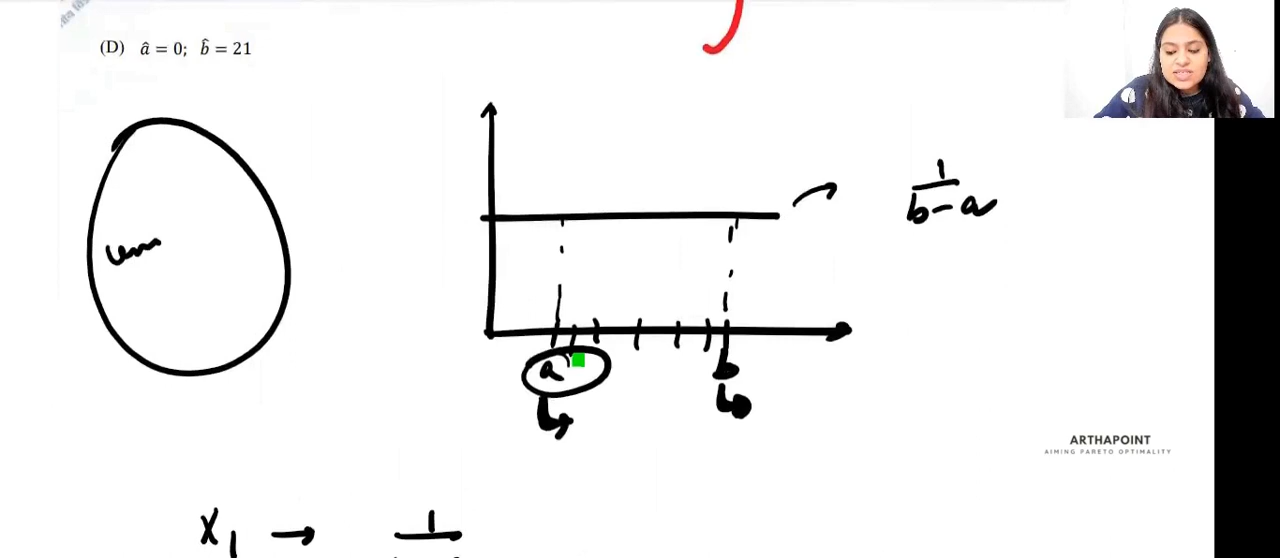 (D) â = 0; b̂ = 21
1
b - a
a
b
ARTHAPOINT
AIMING PARETO OPTIMALITY
X₁ → 1